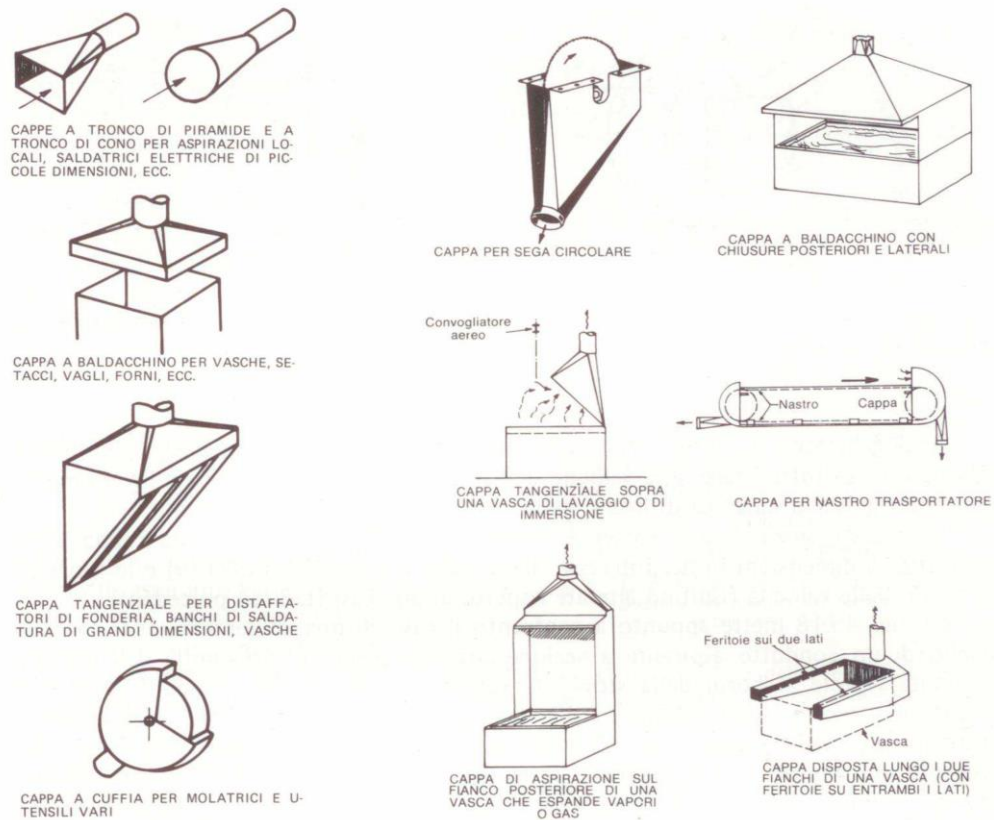 CAPPE A TRONCO DI PIRAMIDE E A
TRONCO DI CONO PER ASPIRAZIONI LO-
CALI, SALDATRICI ELETTRICHE DI PIC-
COLE DIMENSIONI, ECC.
CAPPA A BALDACCHINO PER VASCHE, SE-
TACCI, VAGLI, FORNI, ECC.
CAPPA TANGENZIALE PER DISTAFFA-
TORI DI FONDERIA, BANCHI DI SALDA-
TURA DI GRANDI DIMENSIONI, VASCHE
CAPPA A CUFFIA PER MOLATRICI E U-
TENSILI VARI
CAPPA PER SEGA CIRCOLARE
CAPPA A BALDACCHINO CON
CHIUSURE POSTERIORI E LATERALI
Convogliatore
aereo
CAPPA TANGENZIALE SOPRA
UNA VASCA DI LAVAGGIO O DI
IMMERSIONE
Nastro
Cappa
CAPPA PER NASTRO TRASPORTATORE
CAPPA DI ASPIRAZIONE SUL
FIANCO POSTERIORE DI UNA
VASCA CHE ESPANDE VAPORI
O GAS
Feritoie sui due lati
Vasca
CAPPA DISPOSTA LUNGO I DUE
FIANCHI DI UNA VASCA (CON
FERITOIE SU ENTRAMBI I LATI)